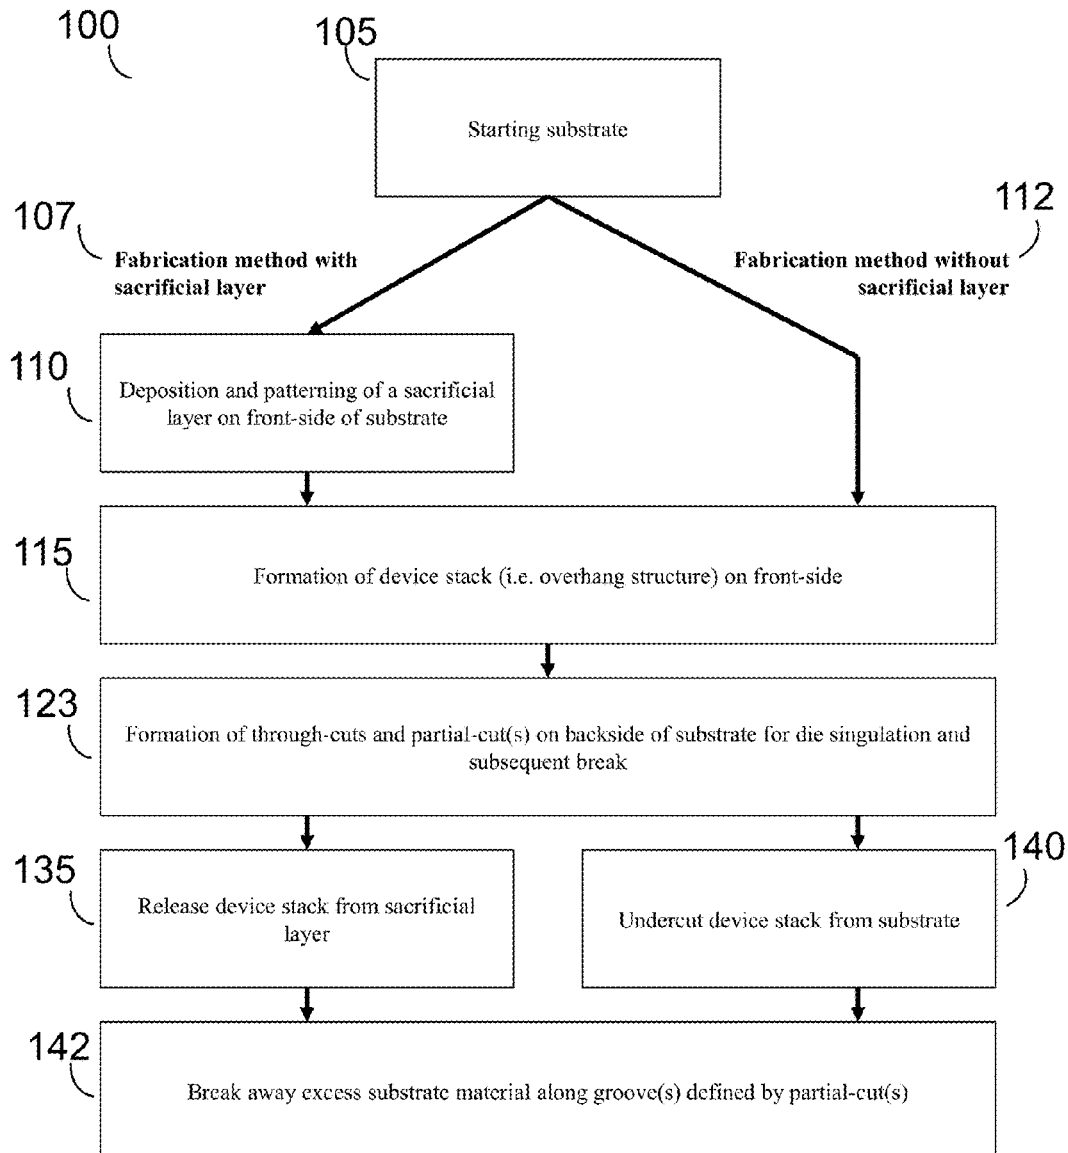 100
105
Starting substrate
107
112
Fabrication method with
sacrificial layer
Fabrication method without
sacrificial layer
110
Deposition and patterning of a sacrificial
layer on front-side of substrate
115
Formation of device stack (i.e. overhang structure) on front-side
123
Formation of through-cuts and partial-cut(s) on backside of substrate for die singulation and
subsequent break
135
Release device stack from sacrificial
layer
140
Undercut device stack from substrate
142
Break away excess substrate material along groove(s) defined by partial-cut(s)